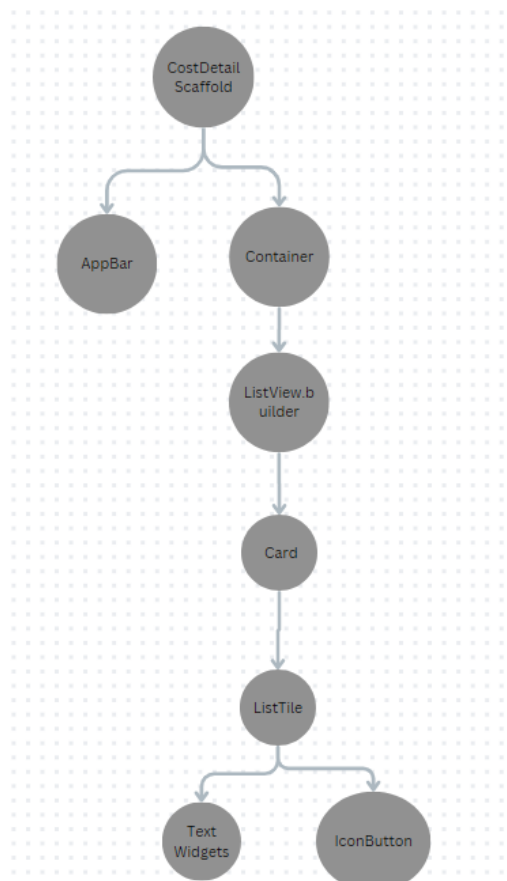 CostDetail
Scaffold
AppBar
Container
ListView.b
uilder
Card
ListTile
Text
Widgets
IconButton